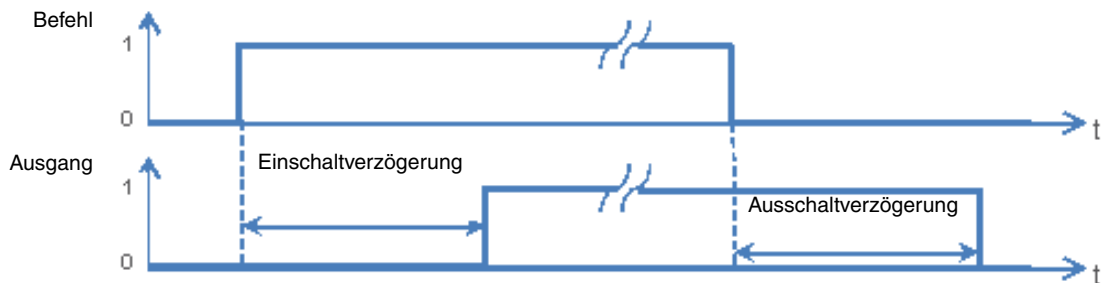 Befehl
1
0
t
Ausgang
Einschaltverzögerung
1
Ausschaltverzögerung
0
t